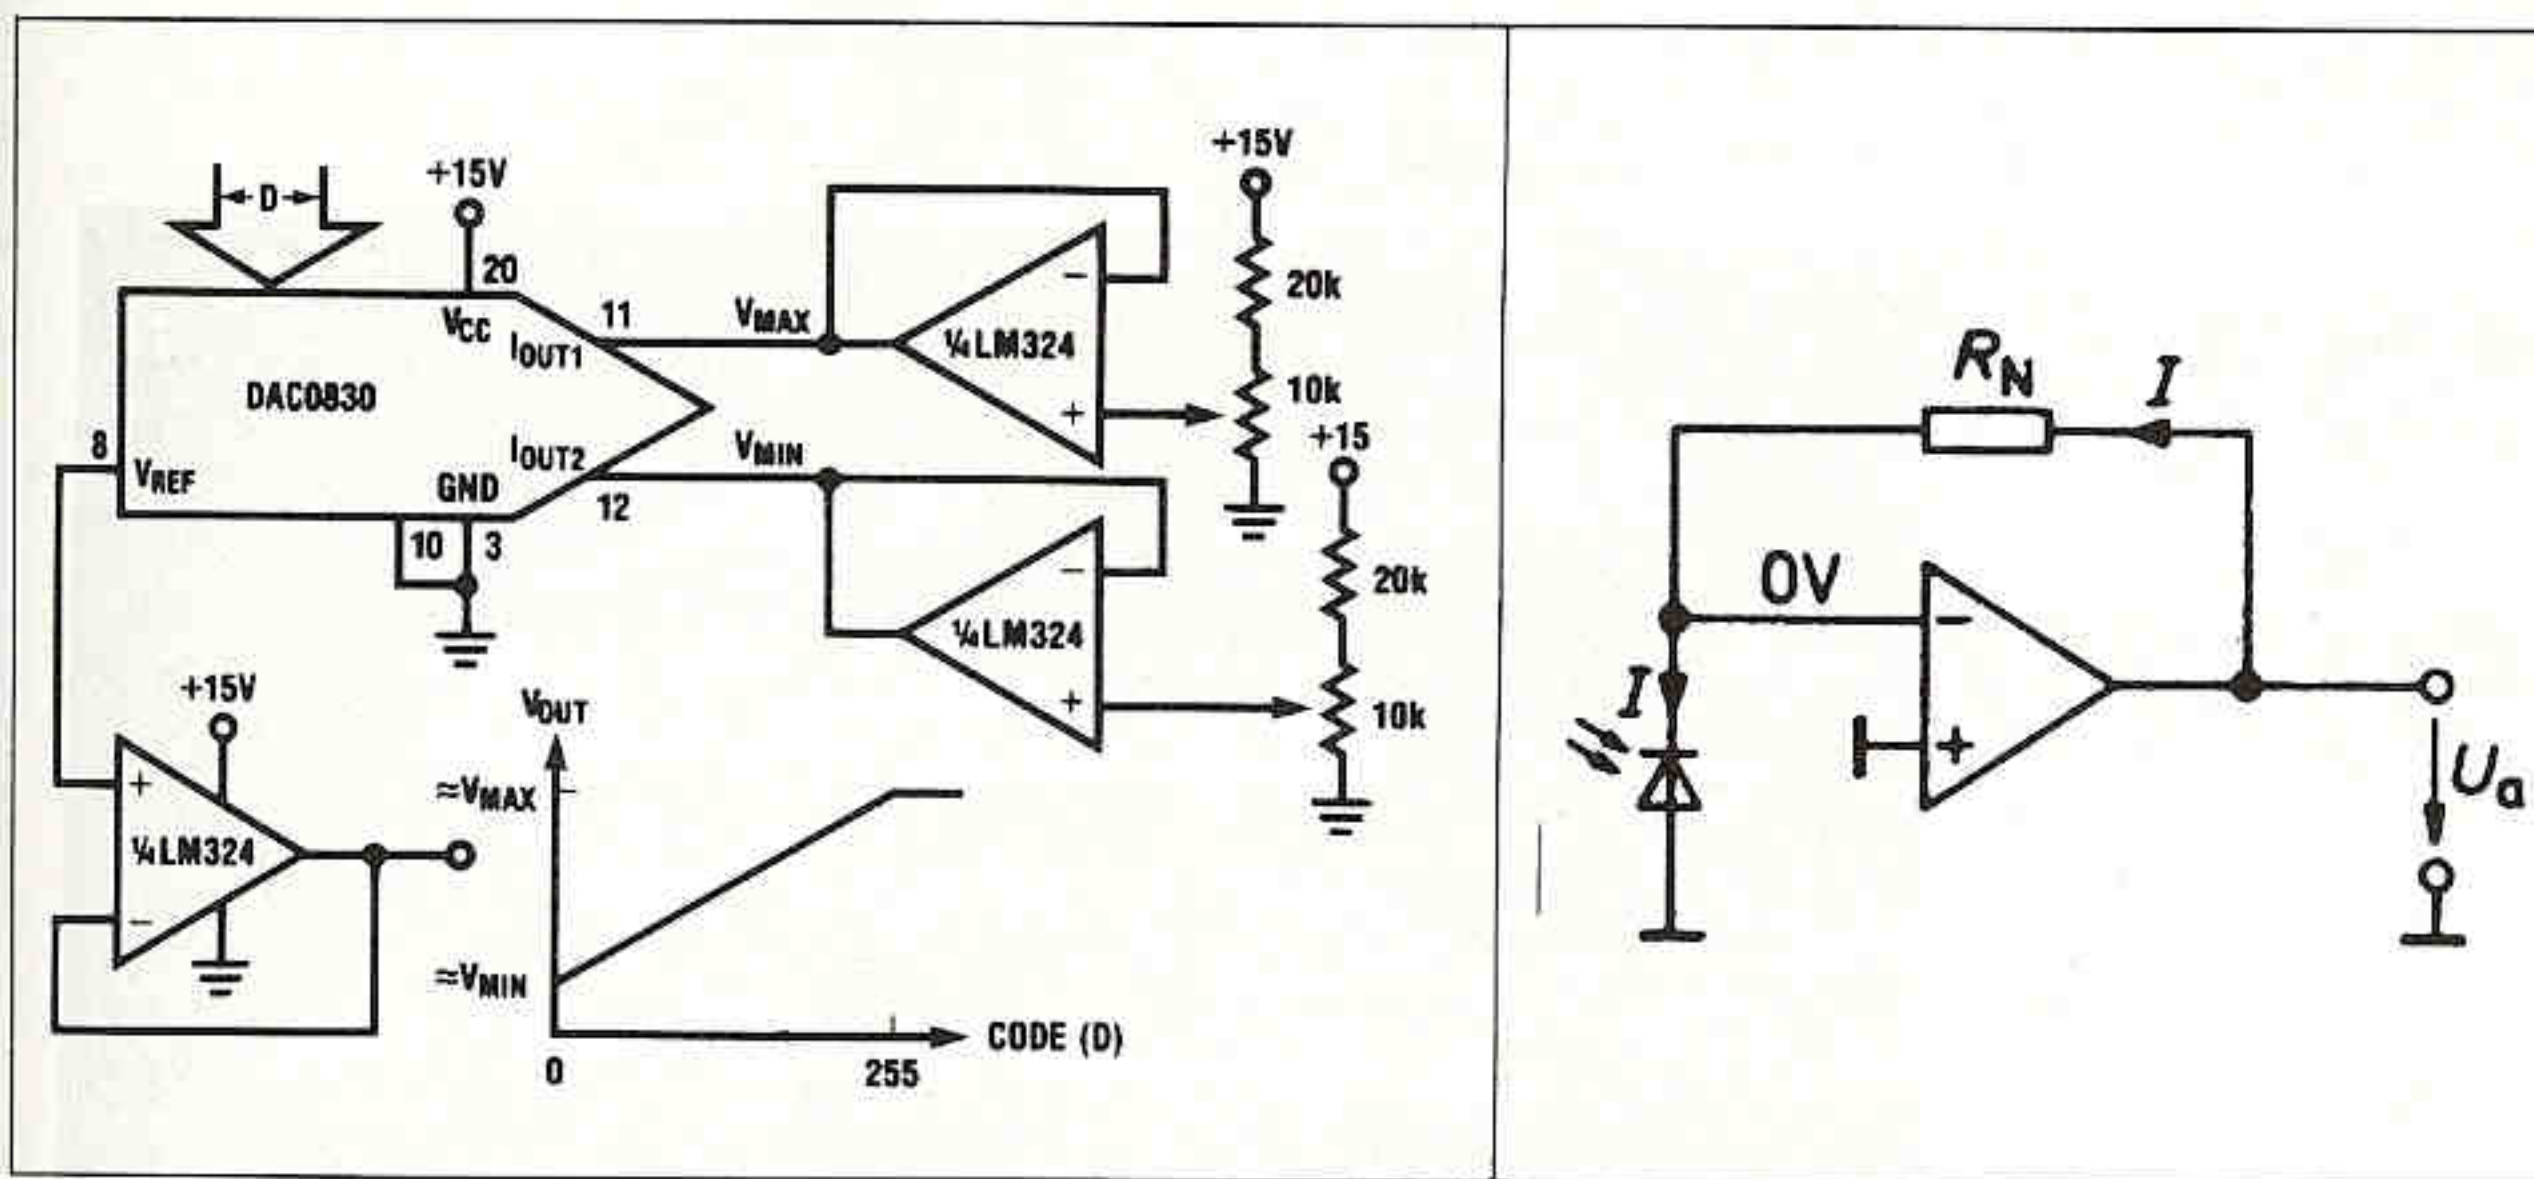 D
+15V
20
VCC
11
IOUT1
VMAX
DAC0830
8
VREF
IOUT2
GND
12
VMIN
10
3
¼LM324
-
+
+15V
20k
10k
¼LM324
-
+
+15
20k
10k
+15V
+
¼LM324
-
VOUT
≈VMAX
≈VMIN
0
255
CODE (D)
RN
I
0V
-
+
I
Ua